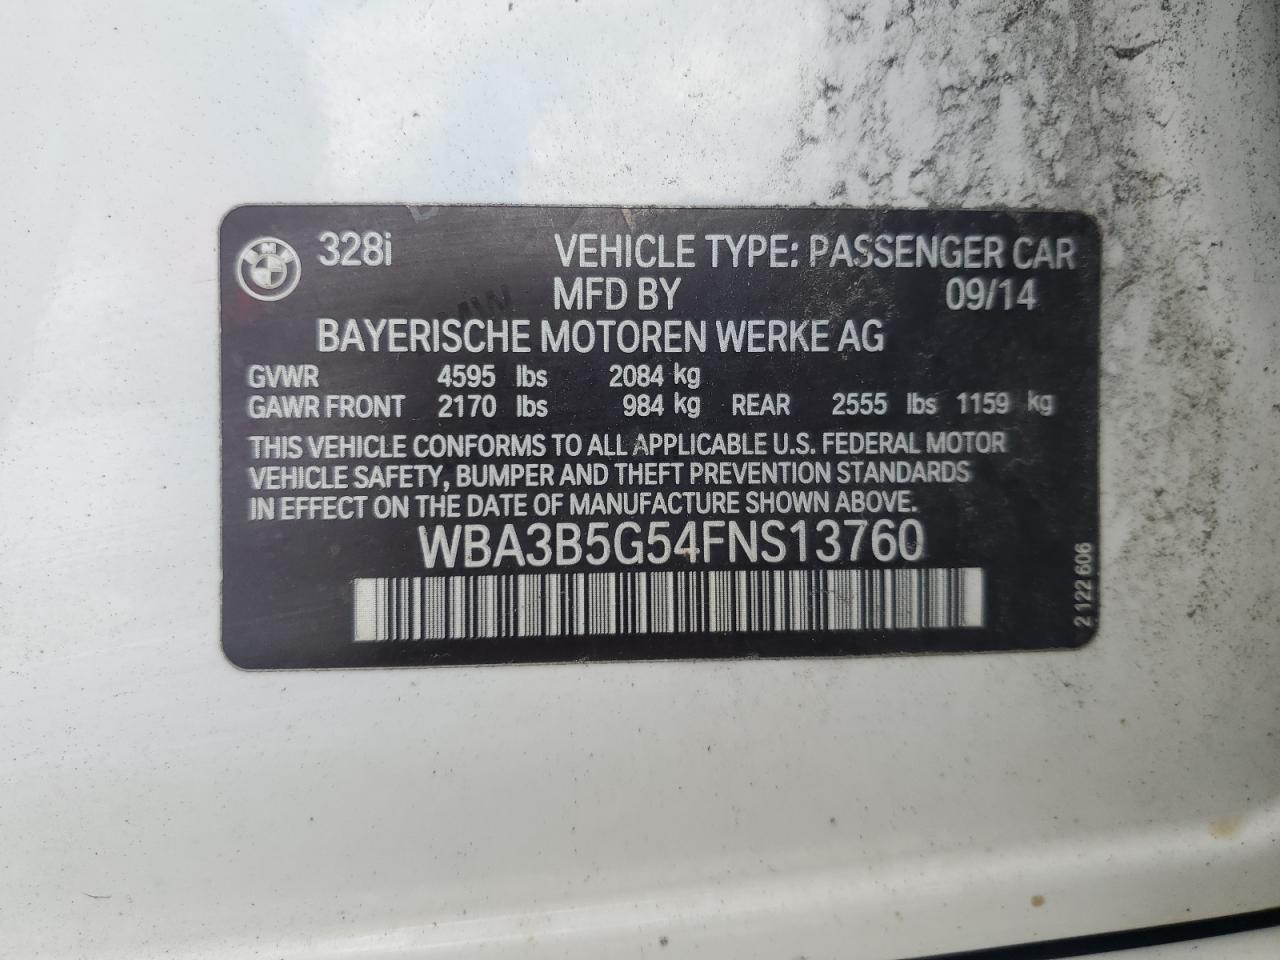 328i VEHICLE TYPE: PASSENGER CAR
MFD BY 09/14
BAYERISCHE MOTOREN WERKE AG
GVWR 4595 lbs 2084 kg
GAWR FRONT 2170 lbs 984 kg REAR 2555 lbs 1159 kg
THIS VEHICLE CONFORMS TO ALL APPLICABLE U.S. FEDERAL MOTOR
VEHICLE SAFETY, BUMPER AND THEFT PREVENTION STANDARDS
IN EFFECT ON THE DATE OF MANUFACTURE SHOWN ABOVE.
WBA3B5G54FNS13760
2 122 606